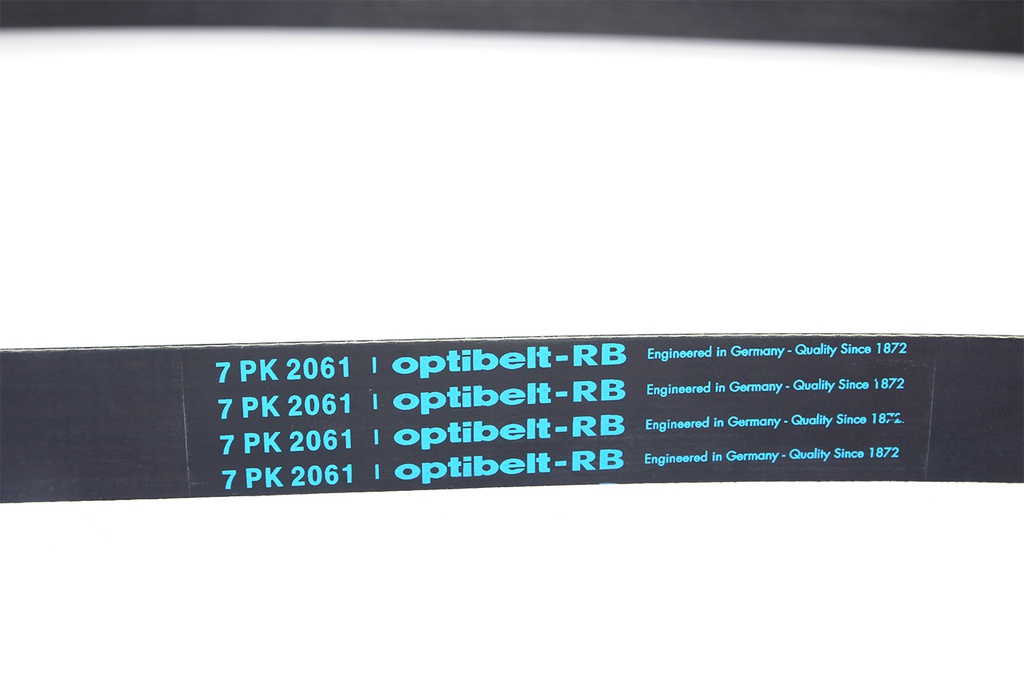 7 PK 2061 | optibelt-RB Engineered in Germany - Quality Since 1872
7 PK 2061 | optibelt-RB Engineered in Germany - Quality Since 1872
7 PK 2061 | optibelt-RB Engineered in Germany - Quality Since
7 PK 2061 | optibelt-RB Engineered in Germany - Quality Since 1872